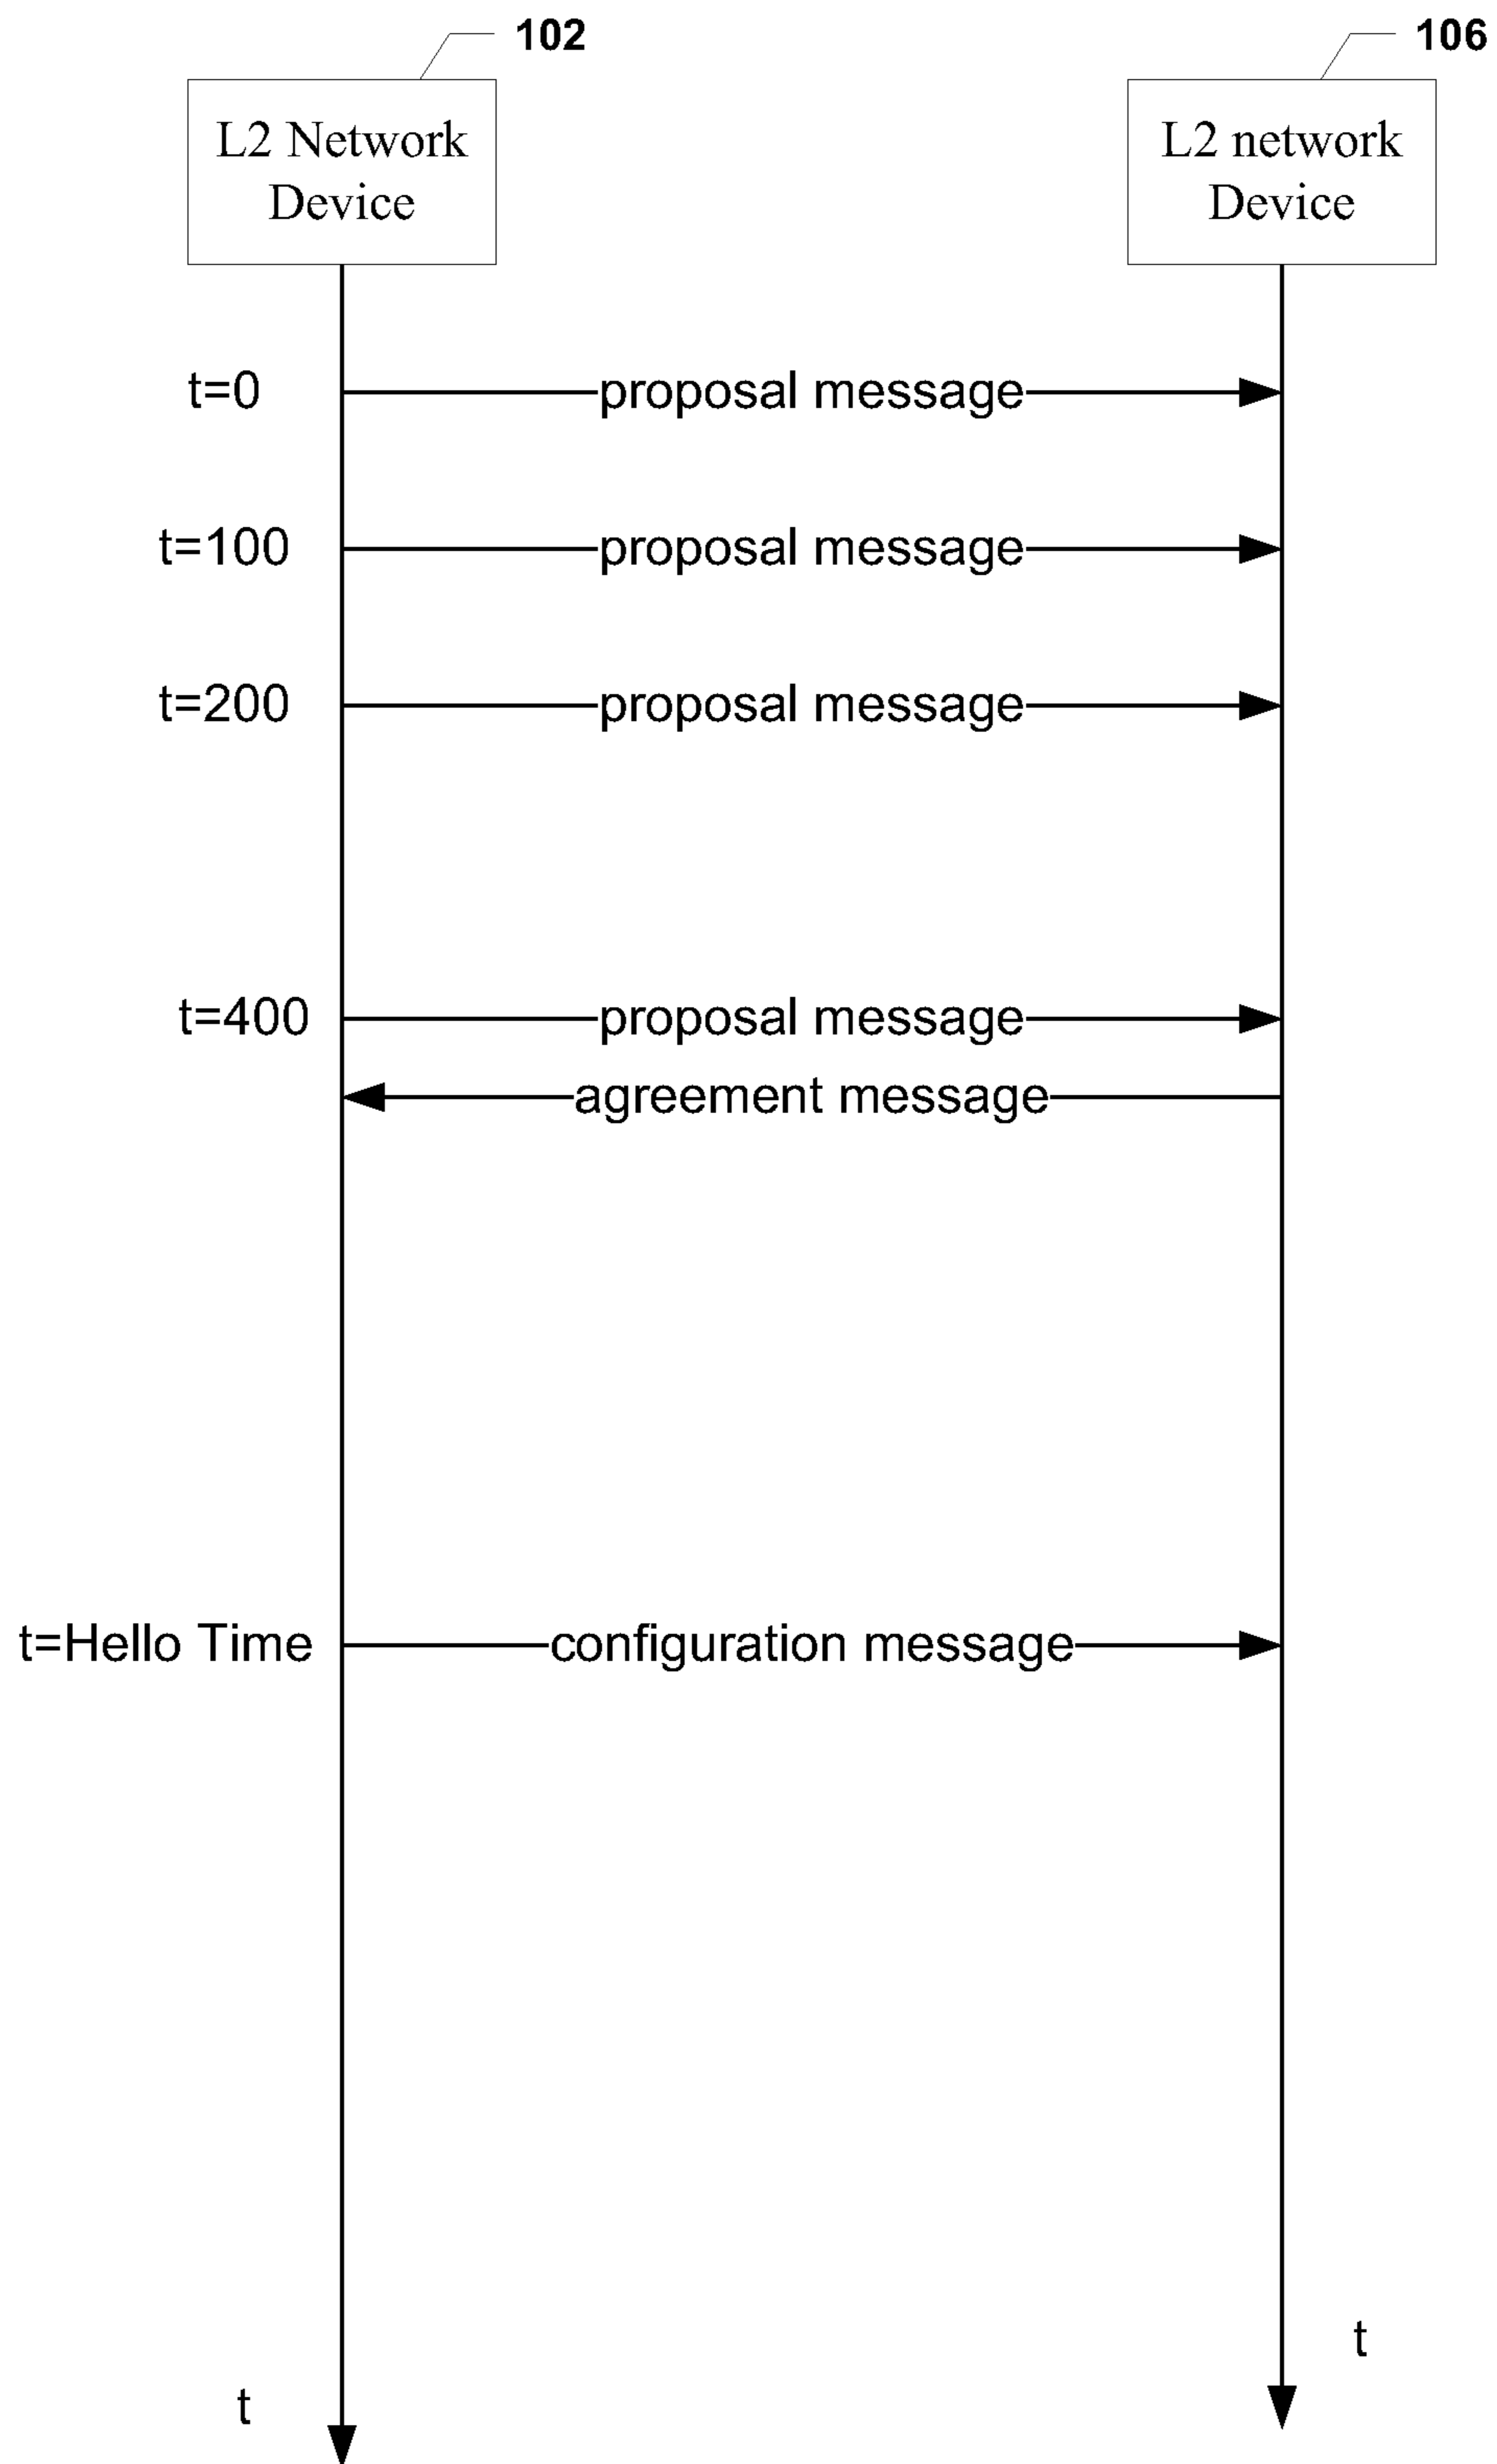 102
106
L2 Network
Device
L2 network
Device
t=0
proposal message
t=100
proposal message
t=200
proposal message
t=400
proposal message
agreement message
t=Hello Time
configuration message
t
t